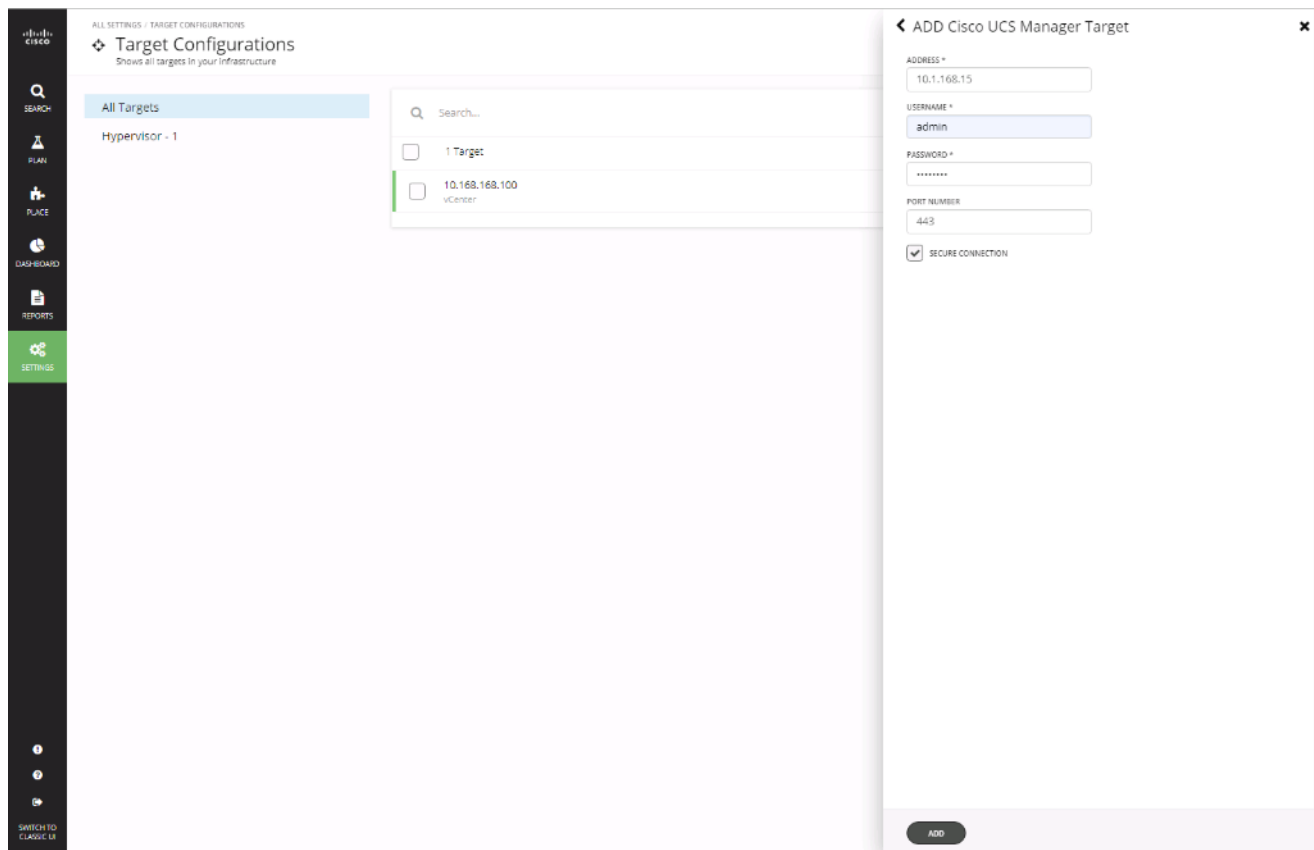 CISCO
SEARCH
PLAN
PLACE
DASHBOARD
REPORTS
SETTINGS
SWITCH TO
CLASSIC UI
ALL SETTINGS / TARGET CONFIGURATIONS
Target Configurations
Shows all targets in your infrastructure
All Targets
Hypervisor - 1
Search...
1 Target
10.168.168.100
vCenter
ADD Cisco UCS Manager Target
ADDRESS *
10.1.168.15
USERNAME *
admin
PASSWORD *
••••••••
PORT NUMBER
443
SECURE CONNECTION
ADD